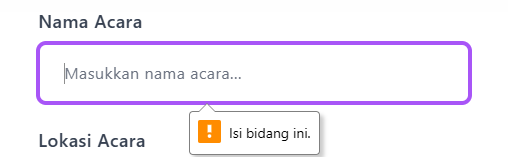 Nama Acara
Masukkan nama acara...
Isi bidang ini.
Lokasi Acara